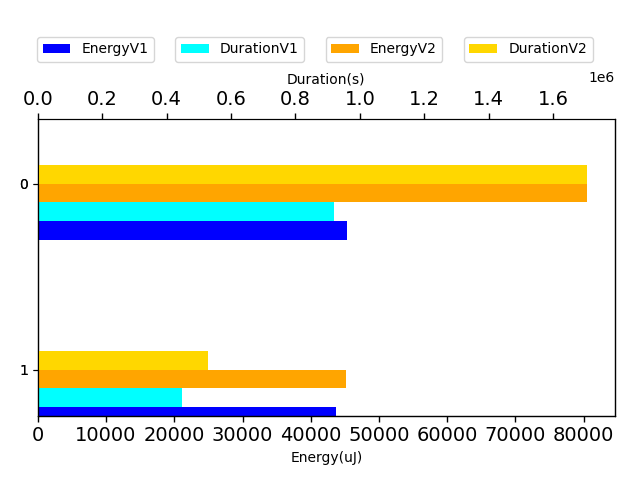 EnergyV1 DurationV1 EnergyV2 DurationV2
Duration(s) 1e6
0.0 0.2 0.4 0.6 0.8 1.0 1.2 1.4 1.6
0
1
0 10000 20000 30000 40000 50000 60000 70000 80000
Energy(uJ)